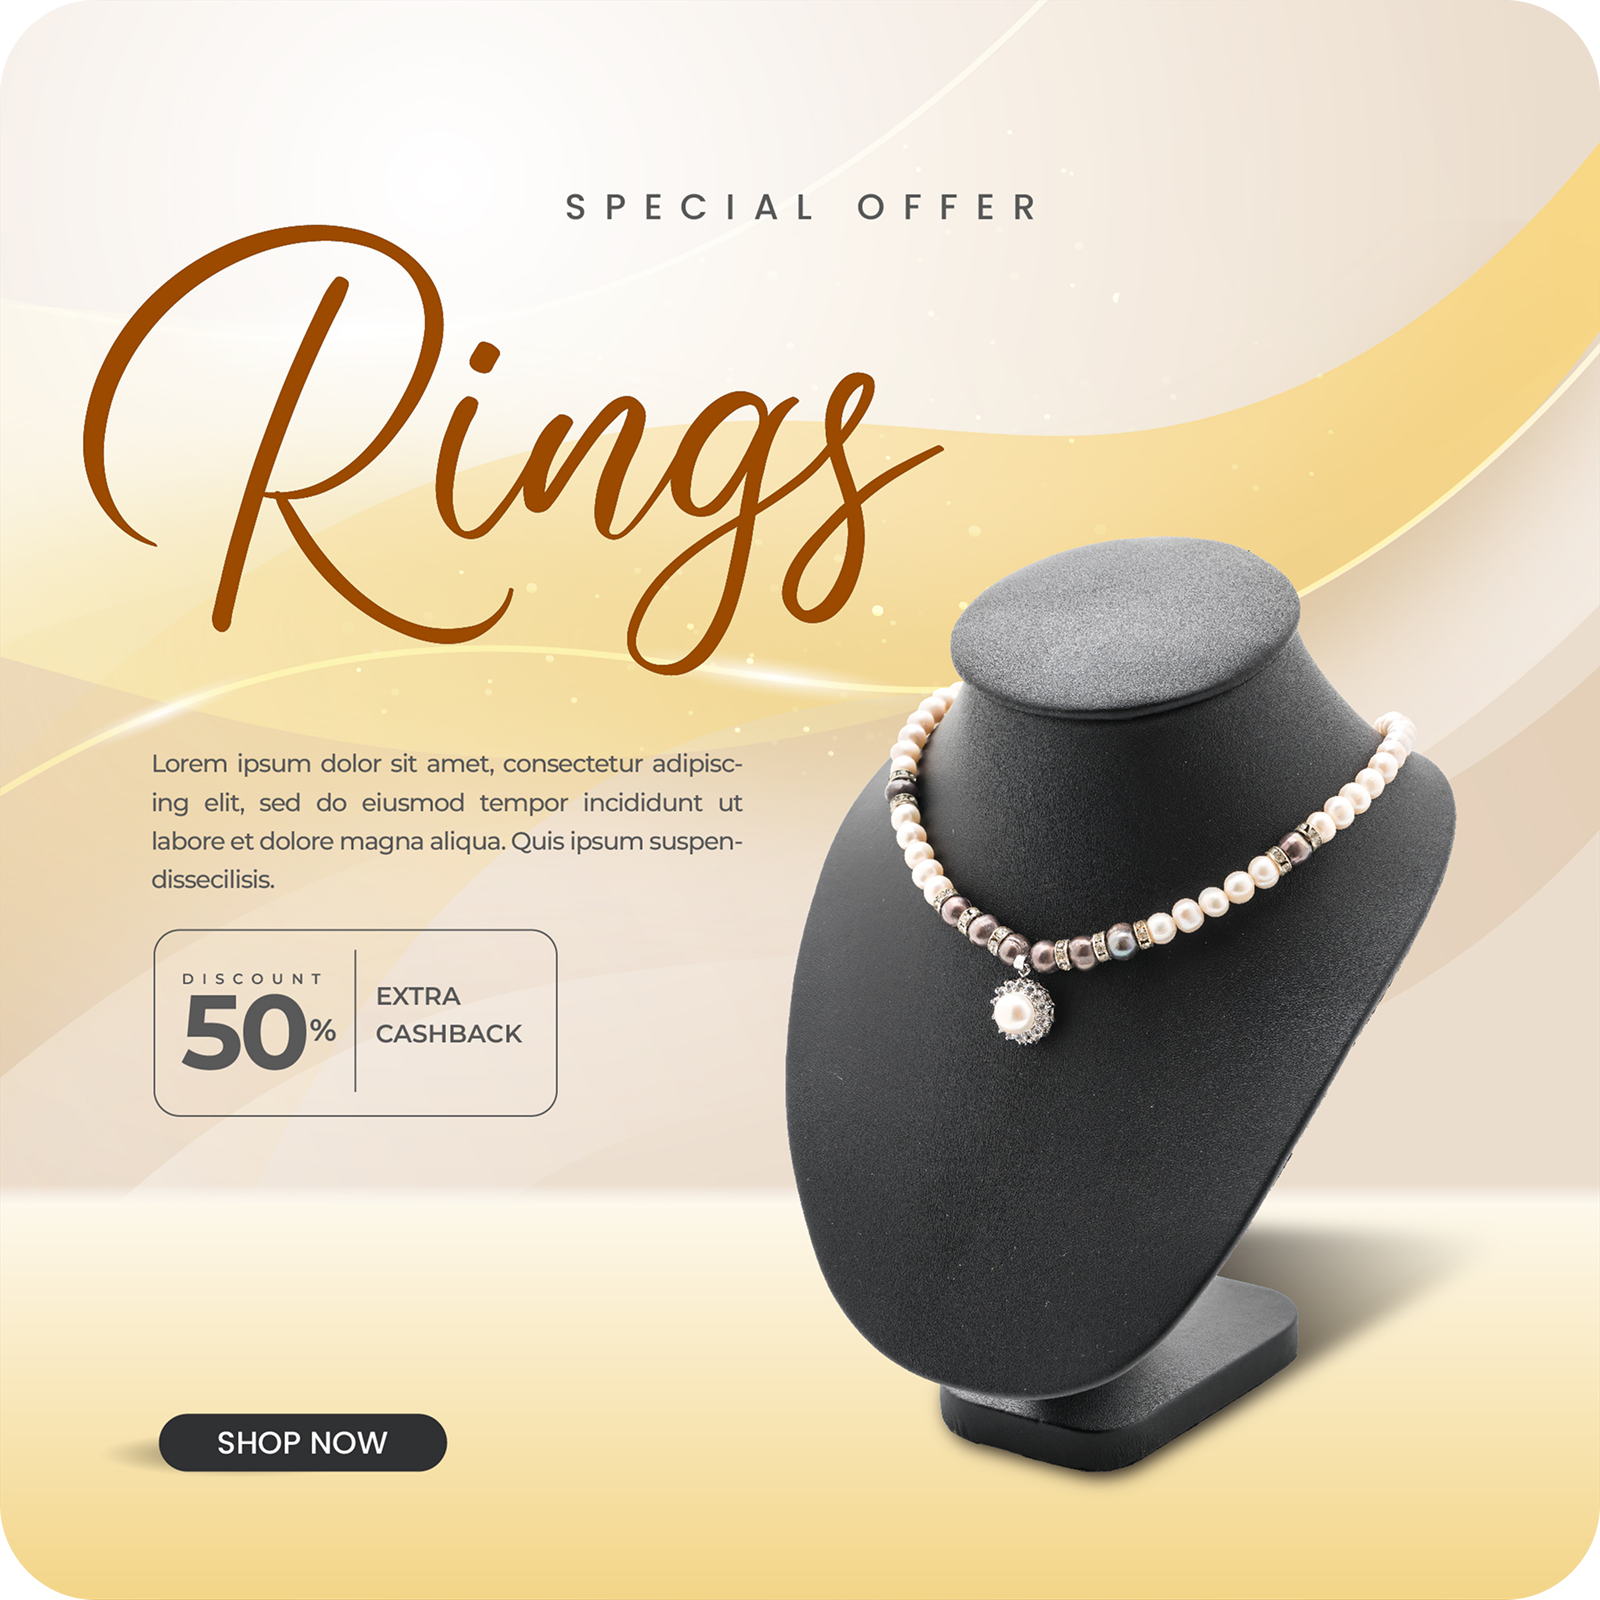 SPECIAL OFFER
Rings
Lorem ipsum dolor sit amet, consectetur adipisc-
ing elit, sed do eiusmod tempor incididunt ut
labore et dolore magna aliqua. Quis ipsum suspen-
dissecilisis.
DISCOUNT
50%
EXTRA
CASHBACK
SHOP NOW